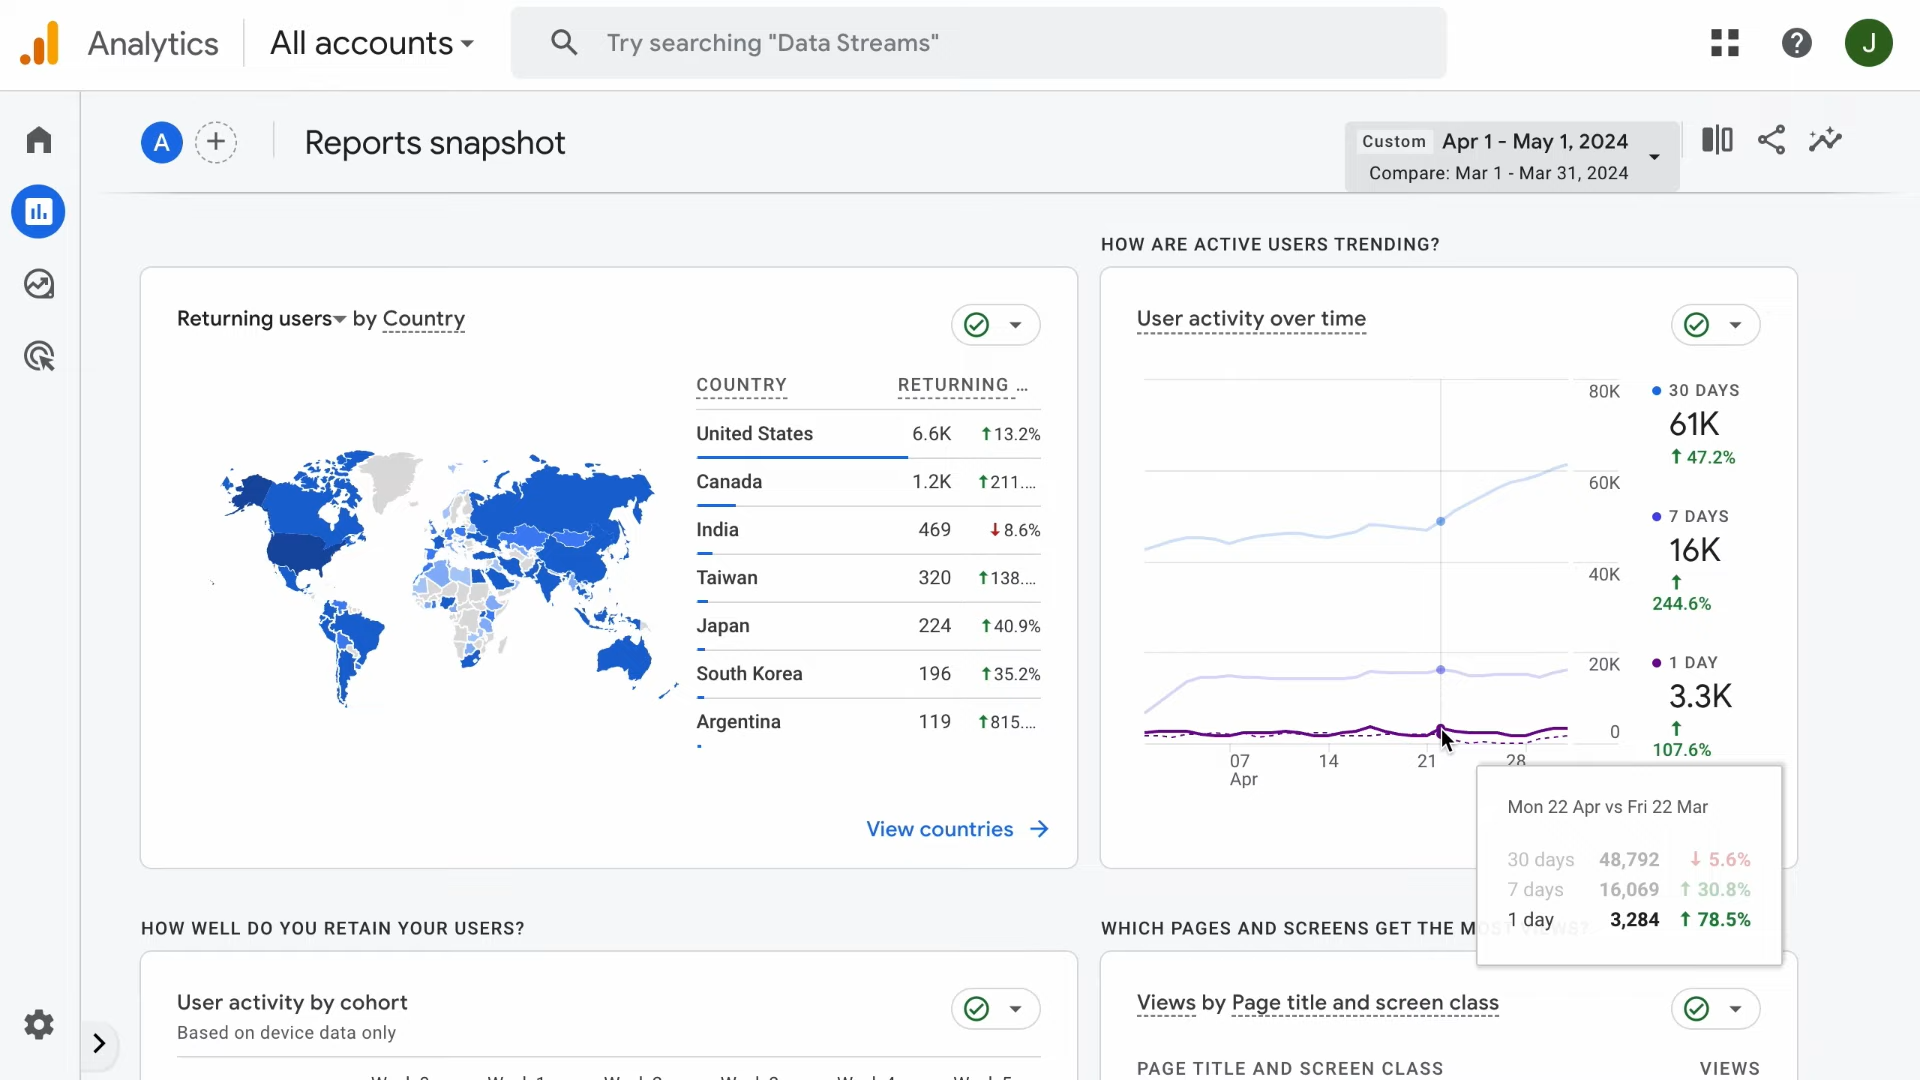 Analytics
All accounts
Try searching "Data Streams"
J
A
Reports snapshot
Custom Apr 1 - May 1, 2024
Compare: Mar 1 - Mar 31, 2024
HOW ARE ACTIVE USERS TRENDING?
Returning users by Country
COUNTRY RETURNING ...
United States 6.6K ↑13.2%
Canada 1.2K ↑211....
India 469 ↓8.6%
Taiwan 320 ↑138....
Japan 224 ↑40.9%
South Korea 196 ↑35.2%
Argentina 119 ↑815....
View countries →
User activity over time
80K
60K
40K
20K
0
07 14 21 28
Apr
30 DAYS
61K
↑ 47.2%
7 DAYS
16K
↑
244.6%
1 DAY
3.3K
↑
107.6%
Mon 22 Apr vs Fri 22 Mar
30 days 48,792 ↓ 5.6%
7 days 16,069 ↑ 30.8%
1 day 3,284 ↑ 78.5%
HOW WELL DO YOU RETAIN YOUR USERS?
User activity by cohort
Based on device data only
WHICH PAGES AND SCREENS GET THE MOST VIEWS?
Views by Page title and screen class
PAGE TITLE AND SCREEN CLASS VIEWS